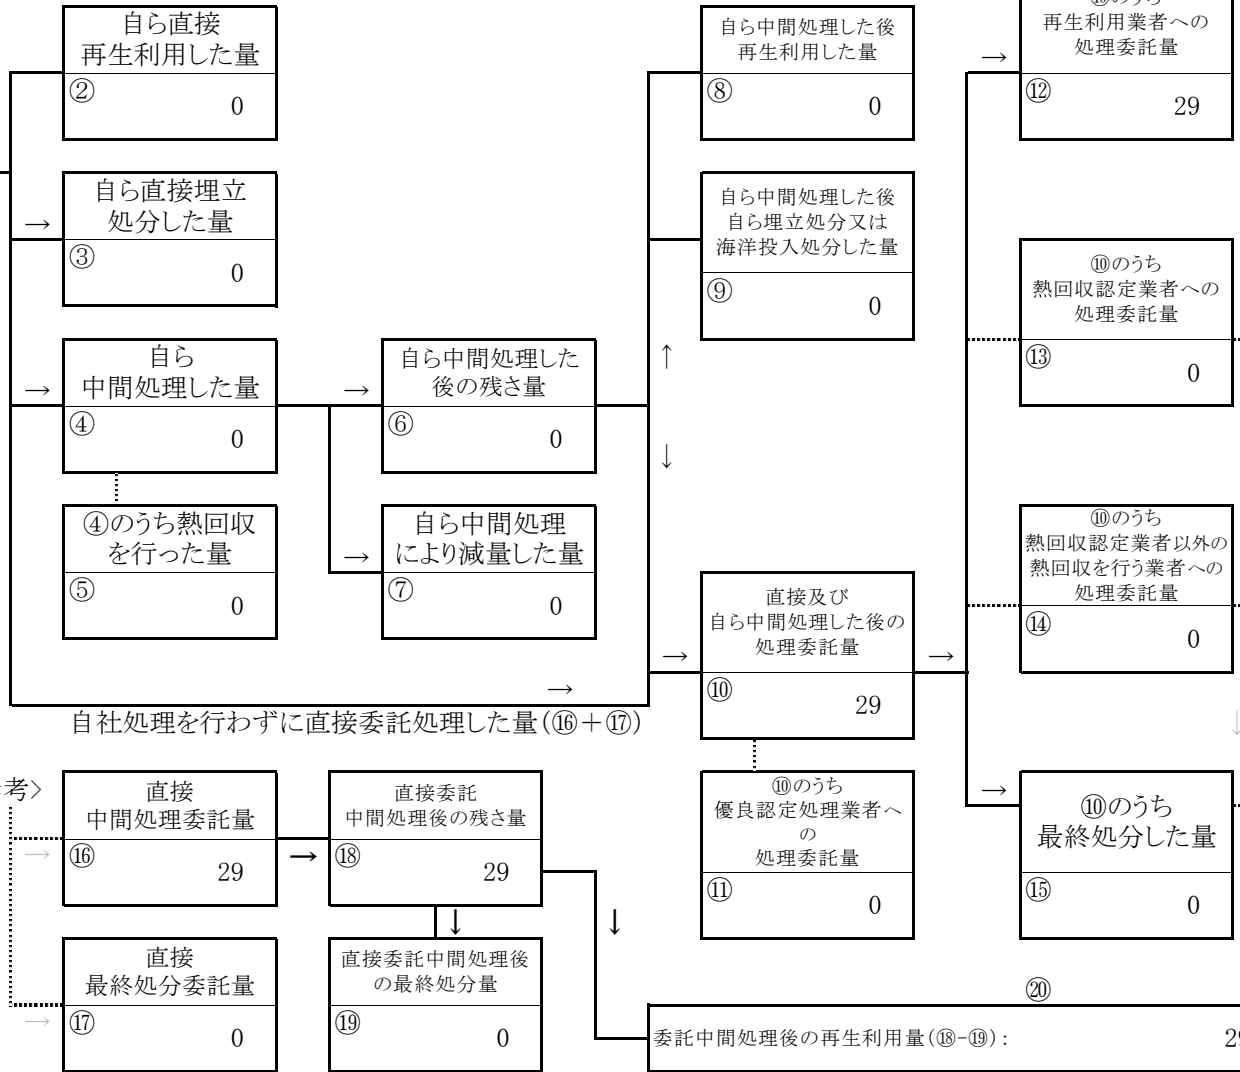 自ら直接
再生利用した量
②
0
自ら中間処理した後
再生利用した量
⑧
0
再生利用業者への
処理委託量
→
⑫
29
自ら直接埋立
処分した量
→
③
0
自ら中間処理した後
自ら埋立処分又は
海洋投入処分した量
⑨
0
⑩のうち
熱回収認定業者への
処理委託量
⑬
0
自ら
中間処理した量
→
④
0
→
自ら中間処理した
後の残さ量
⑥
0
↑
↓
④のうち熱回収
を行った量
⑤
0
→
自ら中間処理
により減量した量
⑦
0
⑩のうち
熱回収認定業者以外の
熱回収を行う業者への
処理委託量
⑭
0
→
直接及び
自ら中間処理した後の
処理委託量
→
⑩
29
→
自社処理を行わずに直接委託処理した量(⑯+⑰)
↓
考>
直接
中間処理委託量
→
⑯
29
→
直接委託
中間処理後の残さ量
⑱
29
⑩のうち
優良認定処理業者へ
の
処理委託量
⑪
0
→
⑩のうち
最終処分した量
⑮
0
↓
↓
直接
最終処分委託量
→
⑰
0
直接委託中間処理後
の最終処分量
⑲
0
⑳
委託中間処理後の再生利用量(⑱-⑲):